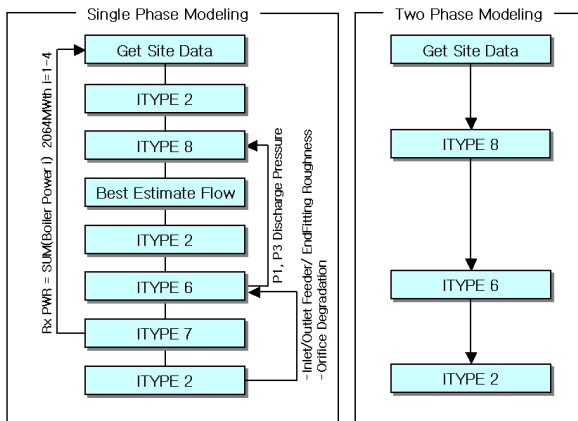 Single Phase Modeling
Get Site Data
ITYPE 2
ITYPE 8
Best Estimate Flow
ITYPE 2
ITYPE 6
ITYPE 7
ITYPE 2
Rx PWR = SUM(Boiler Power i) 2064MWth i=1-4
P1, P3 Discharge Pressure
-Inlet/Outlet Feeder/ EndFitting Roughness
-Orifice Degradation
Two Phase Modeling
Get Site Data
ITYPE 8
ITYPE 6
ITYPE 2